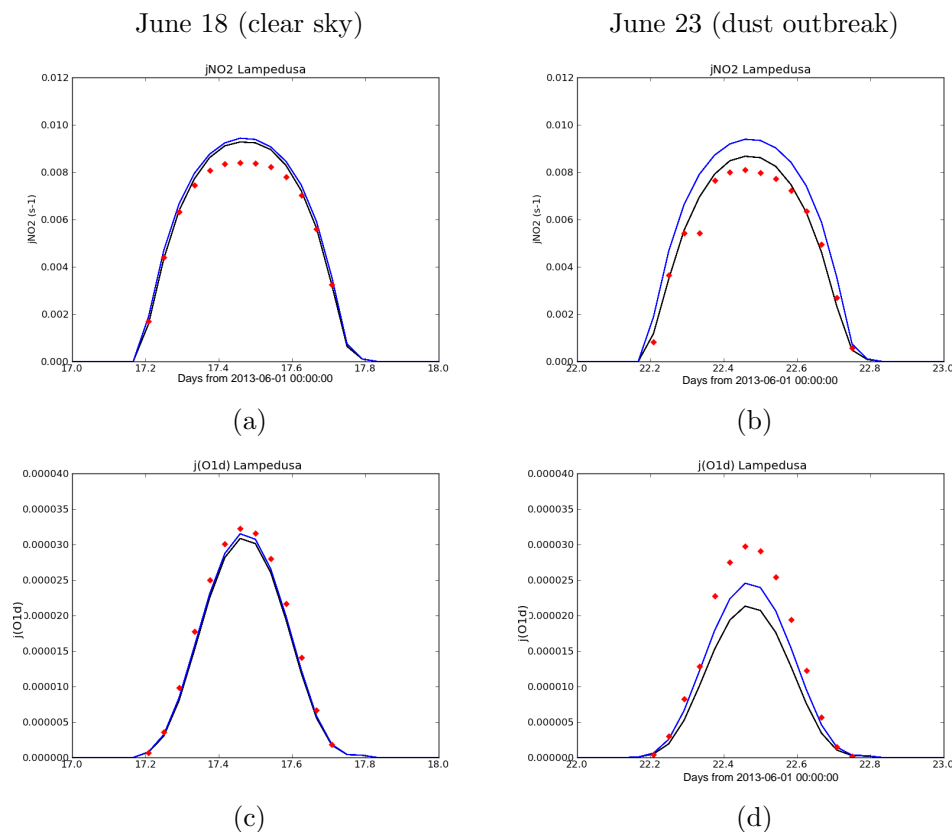 June 18 (clear sky)
June 23 (dust outbreak)
jNO2 Lampedusa
0.012
0.010
0.008
0.006
0.004
0.002
0.000
jNO2 (s-1)
17.0 17.2 17.4 17.6 17.8 18.0
Days from 2013-06-01 00:00:00
(a)
jNO2 Lampedusa
0.012
0.010
0.008
0.006
0.004
0.002
0.000
jNO2 (s-1)
22.0 22.2 22.4 22.6 22.8 23.0
Days from 2013-06-01 00:00:00
(b)
j(O1d) Lampedusa
0.000040
0.000035
0.000030
0.000025
0.000020
0.000015
0.000010
0.000005
0.000000
j(O1d)
17.0 17.2 17.4 17.6 17.8 18.0
(c)
j(O1d) Lampedusa
0.000040
0.000035
0.000030
0.000025
0.000020
0.000015
0.000010
0.000005
0.000000
j(O1d)
22.0 22.2 22.4 22.6 22.8 23.0
Days from 2013-06-01 00:00:00
(d)